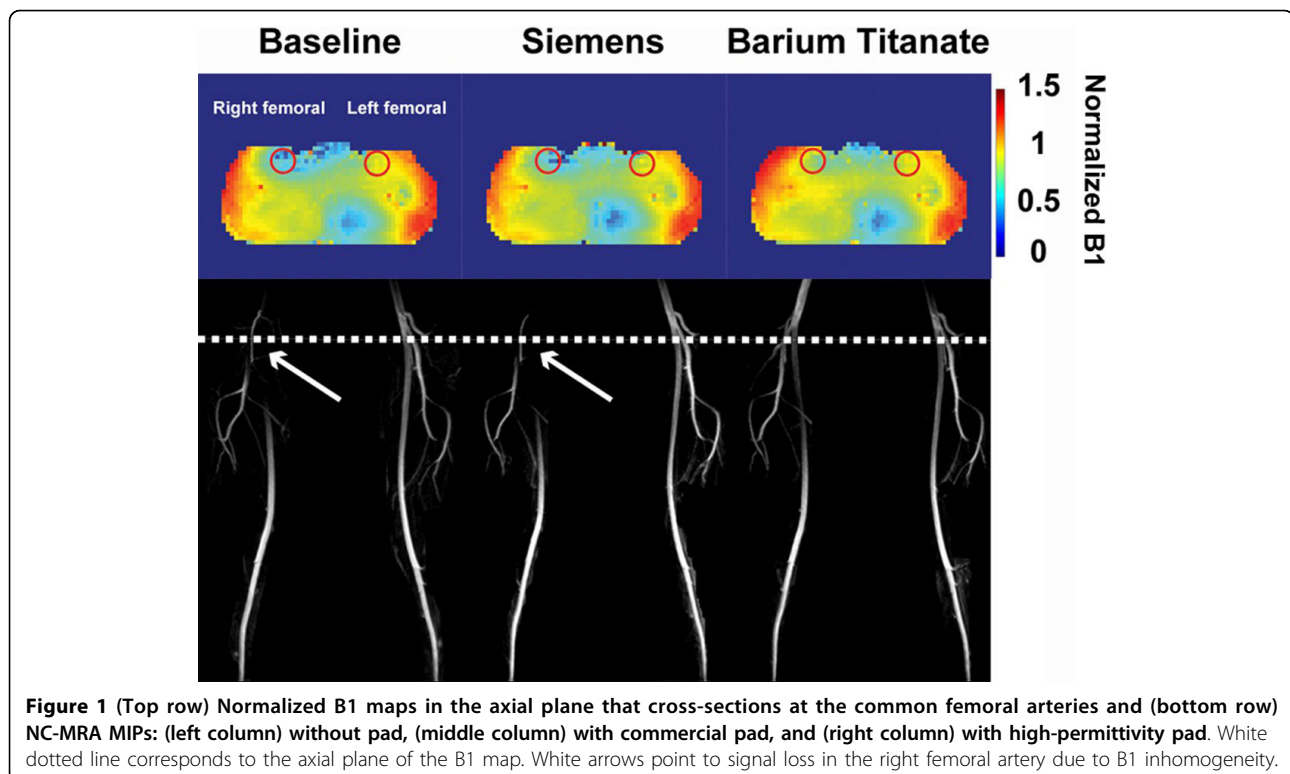 Baseline Siemens Barium Titanate
Right femoral Left femoral
1.5
1
0.5
0
Normalized B1
Figure 1 (Top row) Normalized B1 maps in the axial plane that cross-sections at the common femoral arteries and (bottom row)
NC-MRA MIPs: (left column) without pad, (middle column) with commercial pad, and (right column) with high-permittivity pad. White
dotted line corresponds to the axial plane of the B1 map. White arrows point to signal loss in the right femoral artery due to B1 inhomogeneity.